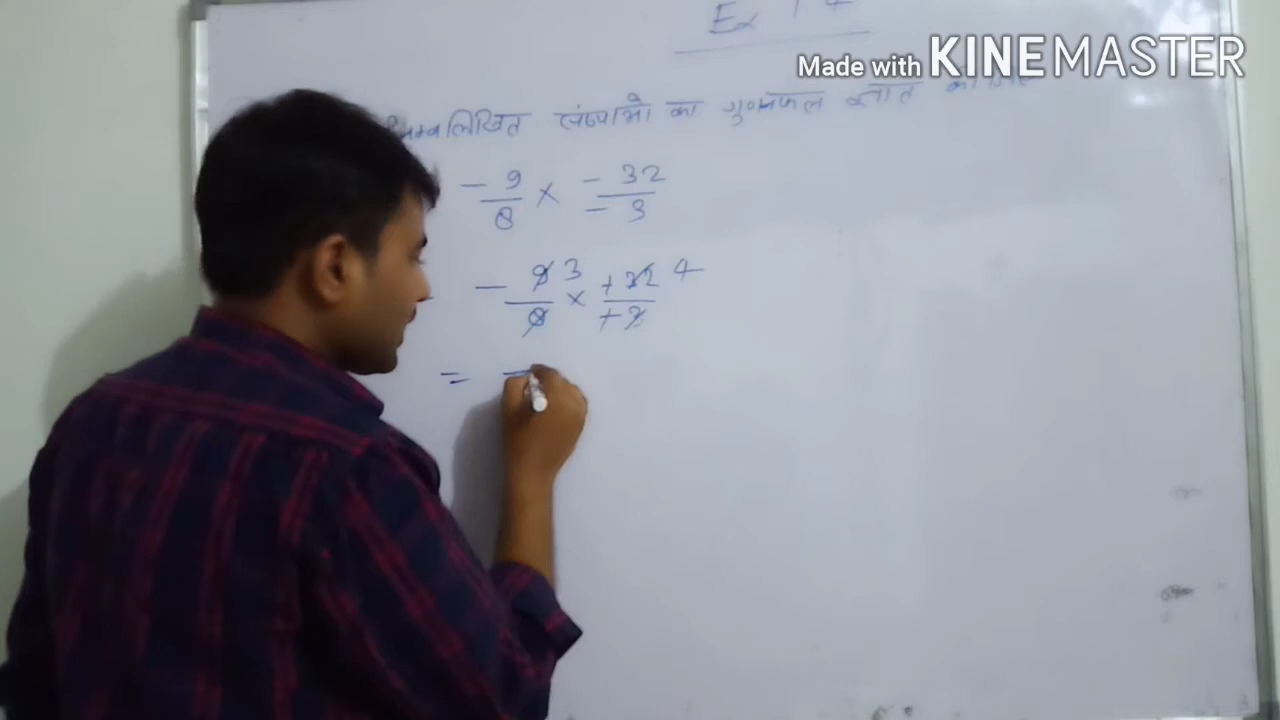 Ex 1.4
Made with KINEMASTER
निम्नलिखित संख्याओ का गुणनफल ज्ञात कीजिए
- 9/8 × - 32/- 3
- 9 3/8 × + 32 4/+ 3
= -